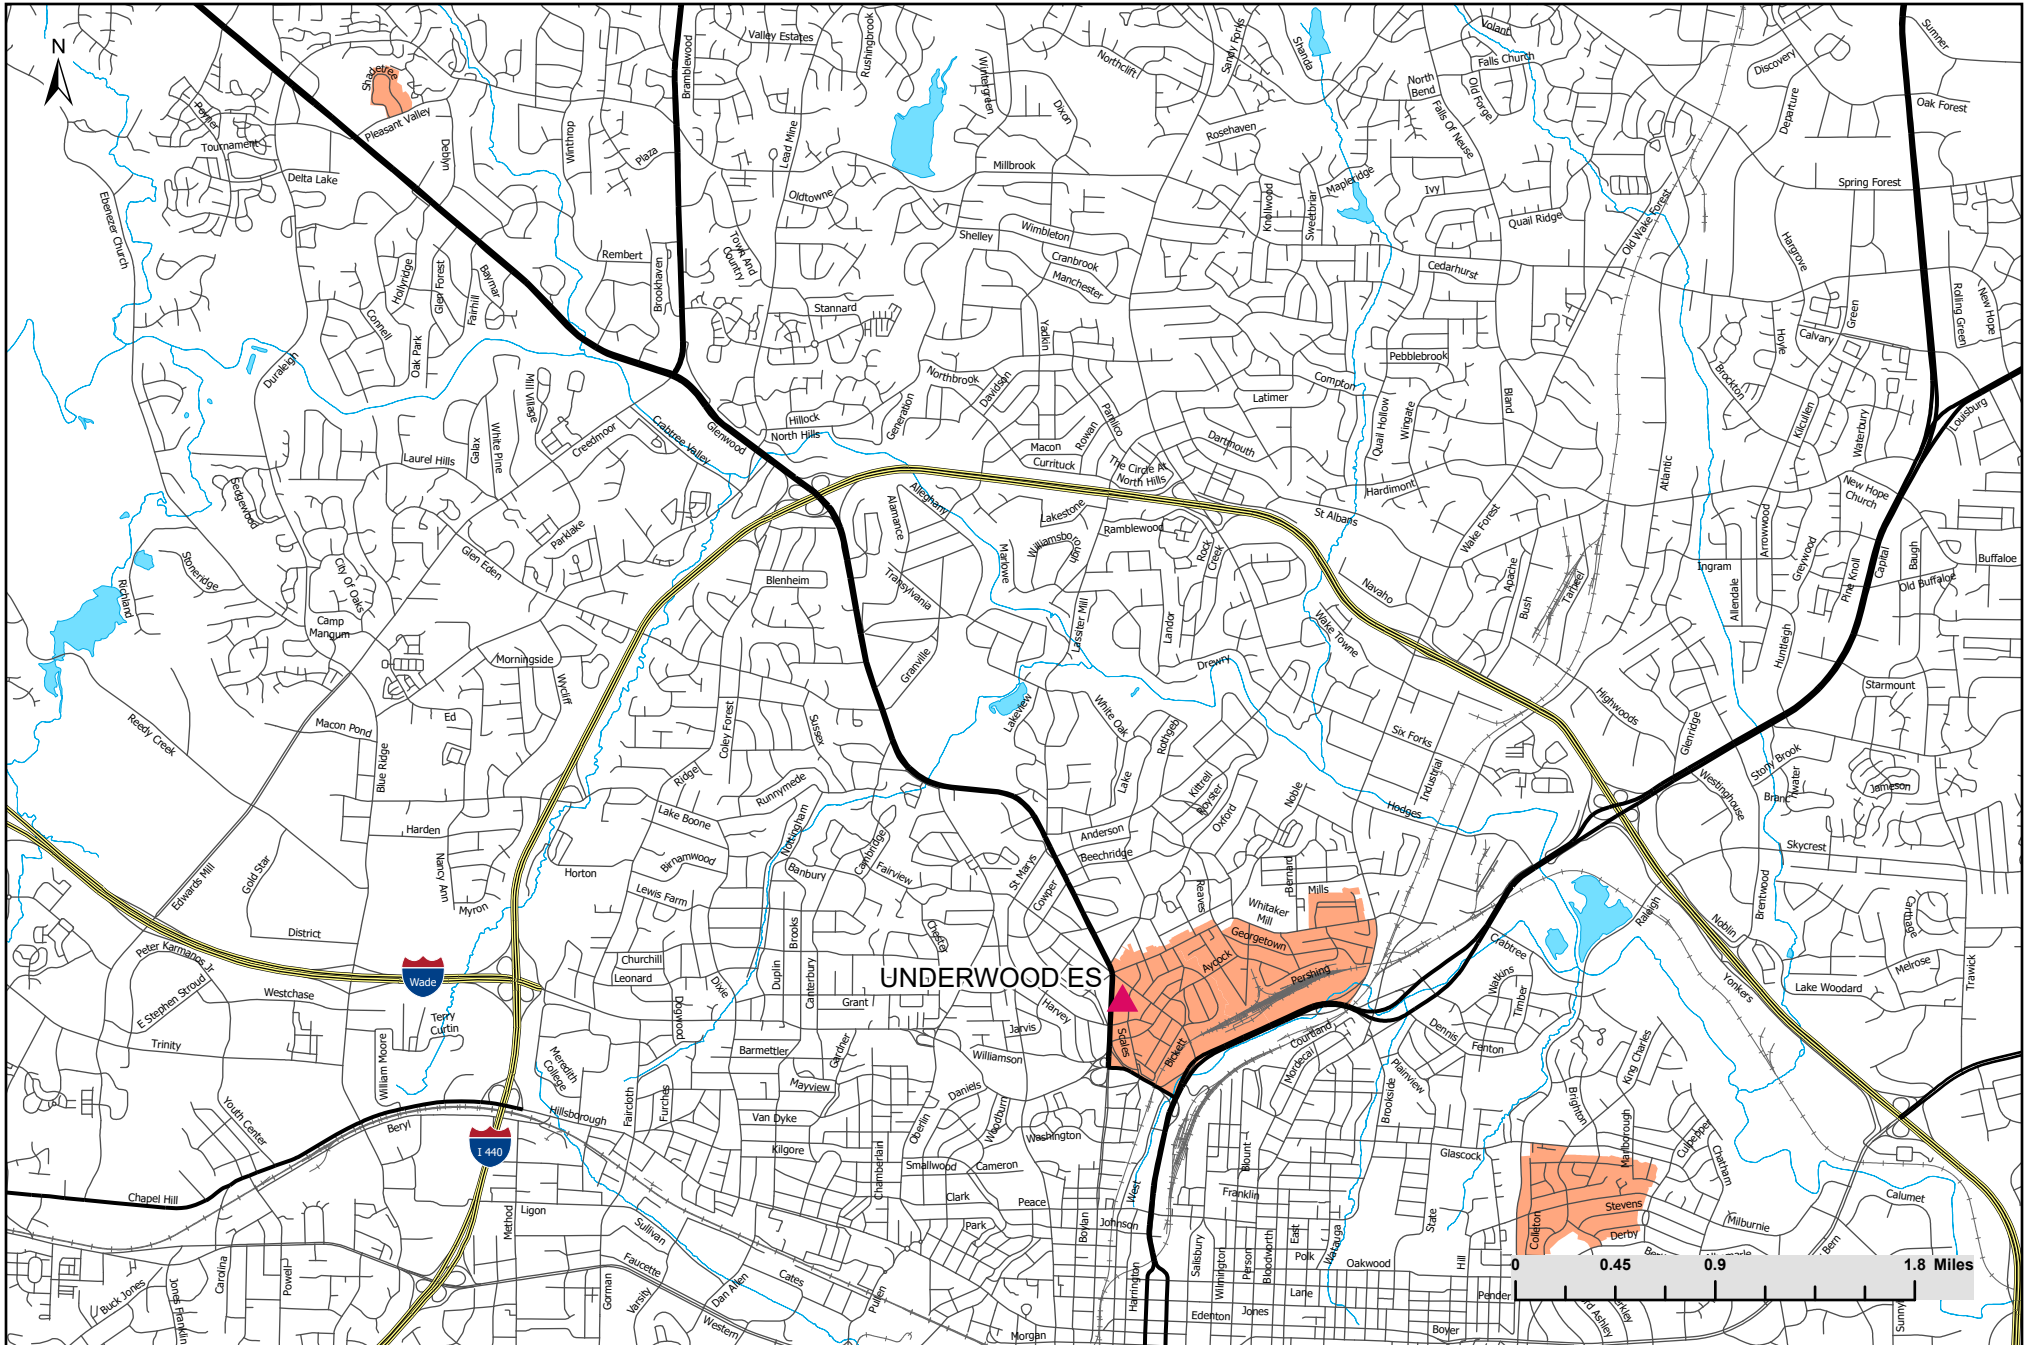 N
Valley Estates
Rushingbrook
Bramblewood
Wintergreen
Northclift
Sandy Forks
Shanda
Volant
Falls Church
North
Bend
Old Forge
Falls Of Neuse
Discovery
Departure
Sumner
Oak Forest
Shadetree
Pleasant Valley
Poyner
Tournament
Deblyn
Winthrop
Plaza
Lead Mine
Dixon
Rosehaven
Millbrook
Delta Lake
Oldtowne
Ebenezer Church
Knollwood
Sweetbriar
Mapleridge
Ivy
Quail Ridge
Old Wake Forest
Spring Forest
Hargrove
Shelley
Wimbleton
Cranbrook
Manchester
Cedarhurst
Town And
Country
Rembert
Brookhaven
Hollyridge
Glen Forest
Baymar
Fairhill
Connell
Oak Park
Duraleigh
Stannard
Yadkin
Green
Calvary
Hoyle
Rolling Green
New Hope
Pebblebrook
Compton
Latimer
Bland
Brockton
Northbrook
Davidson
Generation
Hillock
North Hills
Mill Village
White Pine
Galax
Laurel Hills
Creedmoor
Crabtree Valley
Glenwood
Pamlico
Rowan
Macon
Currituck
The Circle At
North Hills
Dartmouth
Quail Hollow
Wingate
Hardimont
Kilcullen
Waterbury
Louisburg
Atlantic
New Hope
Church
Sedgewood
Alleghany
Alamance
Lakestone
Ramblewood
Williamsbo
rough
Rock
Creek
St Albans
Wake Forest
Arrowwood
Greywood
Pine Knoll
Capital
Baugh
Old Buffaloe
Buffaloe
Stoneridge
City Of Oaks
Camp
Mangum
Richland
Glen Eden
Parklake
Blenheim
Transylvania
Marlowe
Lassiter Mill
Landor
Navaho
Apache
Bush
Tarheel
Ingram
Allendale
Huntleigh
Wake Towne
Drewry
Morningside
Wycliff
Granville
Starmount
Reedy Creek
Macon Pond
Blue Ridge
Ed
Coley Forest
Sussex
Lakeview
White Oak
Rothgeb
Six Forks
Highwoods
Glenridge
Industrial
Stony Brook
Westinghouse
Branc
hwater
Jameson
Ridge
Runnymede
Lake Boone
Nottingham
Lake
Kittrell
Royster
Oxford
Noble
Hodges
Harden
Nancy Ann
Myron
Edwards Mill
Gold Star
District
Horton
Birnamwood
Lewis Farm
Banbury
Cambridge
Fairview
Anderson
Beechridge
St Marys
Cowper
Reaves
Bernard
Mills
Whitaker
Mill
Georgetown
Aycock
Pershing
Skycrest
Brentwood
Raleigh
Noblin
Carthage
Melrose
Trawick
Lake Woodard
Yonkers
Crabtree
Watkins
Timber
Peter Karmanos Jr
E Stephen Stroud
Westchase
Wade
Trinity
Terry
Curtin
William Moore
Churchill
Leonard
Dixie
Dogwood
Brooks
Duplin
Canterbury
Grant
Chester
UNDERWOOD ES
Harvey
Jarvis
Williamson
Scales
Bickett
Courtland
Mordecai
Plainview
Dennis
Fenton
King Charles
Brighton
Marlborough
Culpepper
Chatham
Meredith
College
Barmettler
Gardner
Mayview
Van Dyke
Kilgore
Faircloth
Furches
Hillsborough
Beryl
Youth Center
I 440
Chapel Hill
Daniels
Oberlin
Woodburn
Washington
Smallwood
Cameron
Chamberlain
Clark
Park
Peace
Johnson
Boylan
West
Harrington
Blount
Franklin
Salisbury
Wilmington
Person
Bloodworth
East
Polk
Lane
Watauga
Oakwood
Brookside
State
Glascock
Hill
Pender
Boyer
Edenton
Jones
Morgan
Colleton
Stevens
Derby
Milburnie
Bern
Calumet
Method
Ligon
Sullivan
Faucette
Gorman
Varsity
Dan Allen
Cates
Pullen
Western
Carolina
Powell
Buck Jones
Jones Franklin
0
0.45
0.9
1.8 Miles